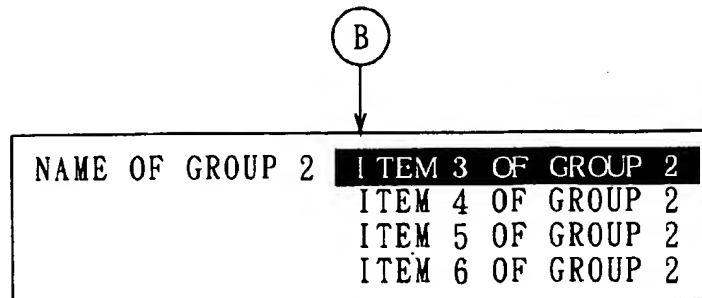 B
NAME OF GROUP 2 ITEM 3 OF GROUP 2
ITEM 4 OF GROUP 2
ITEM 5 OF GROUP 2
ITEM 6 OF GROUP 2